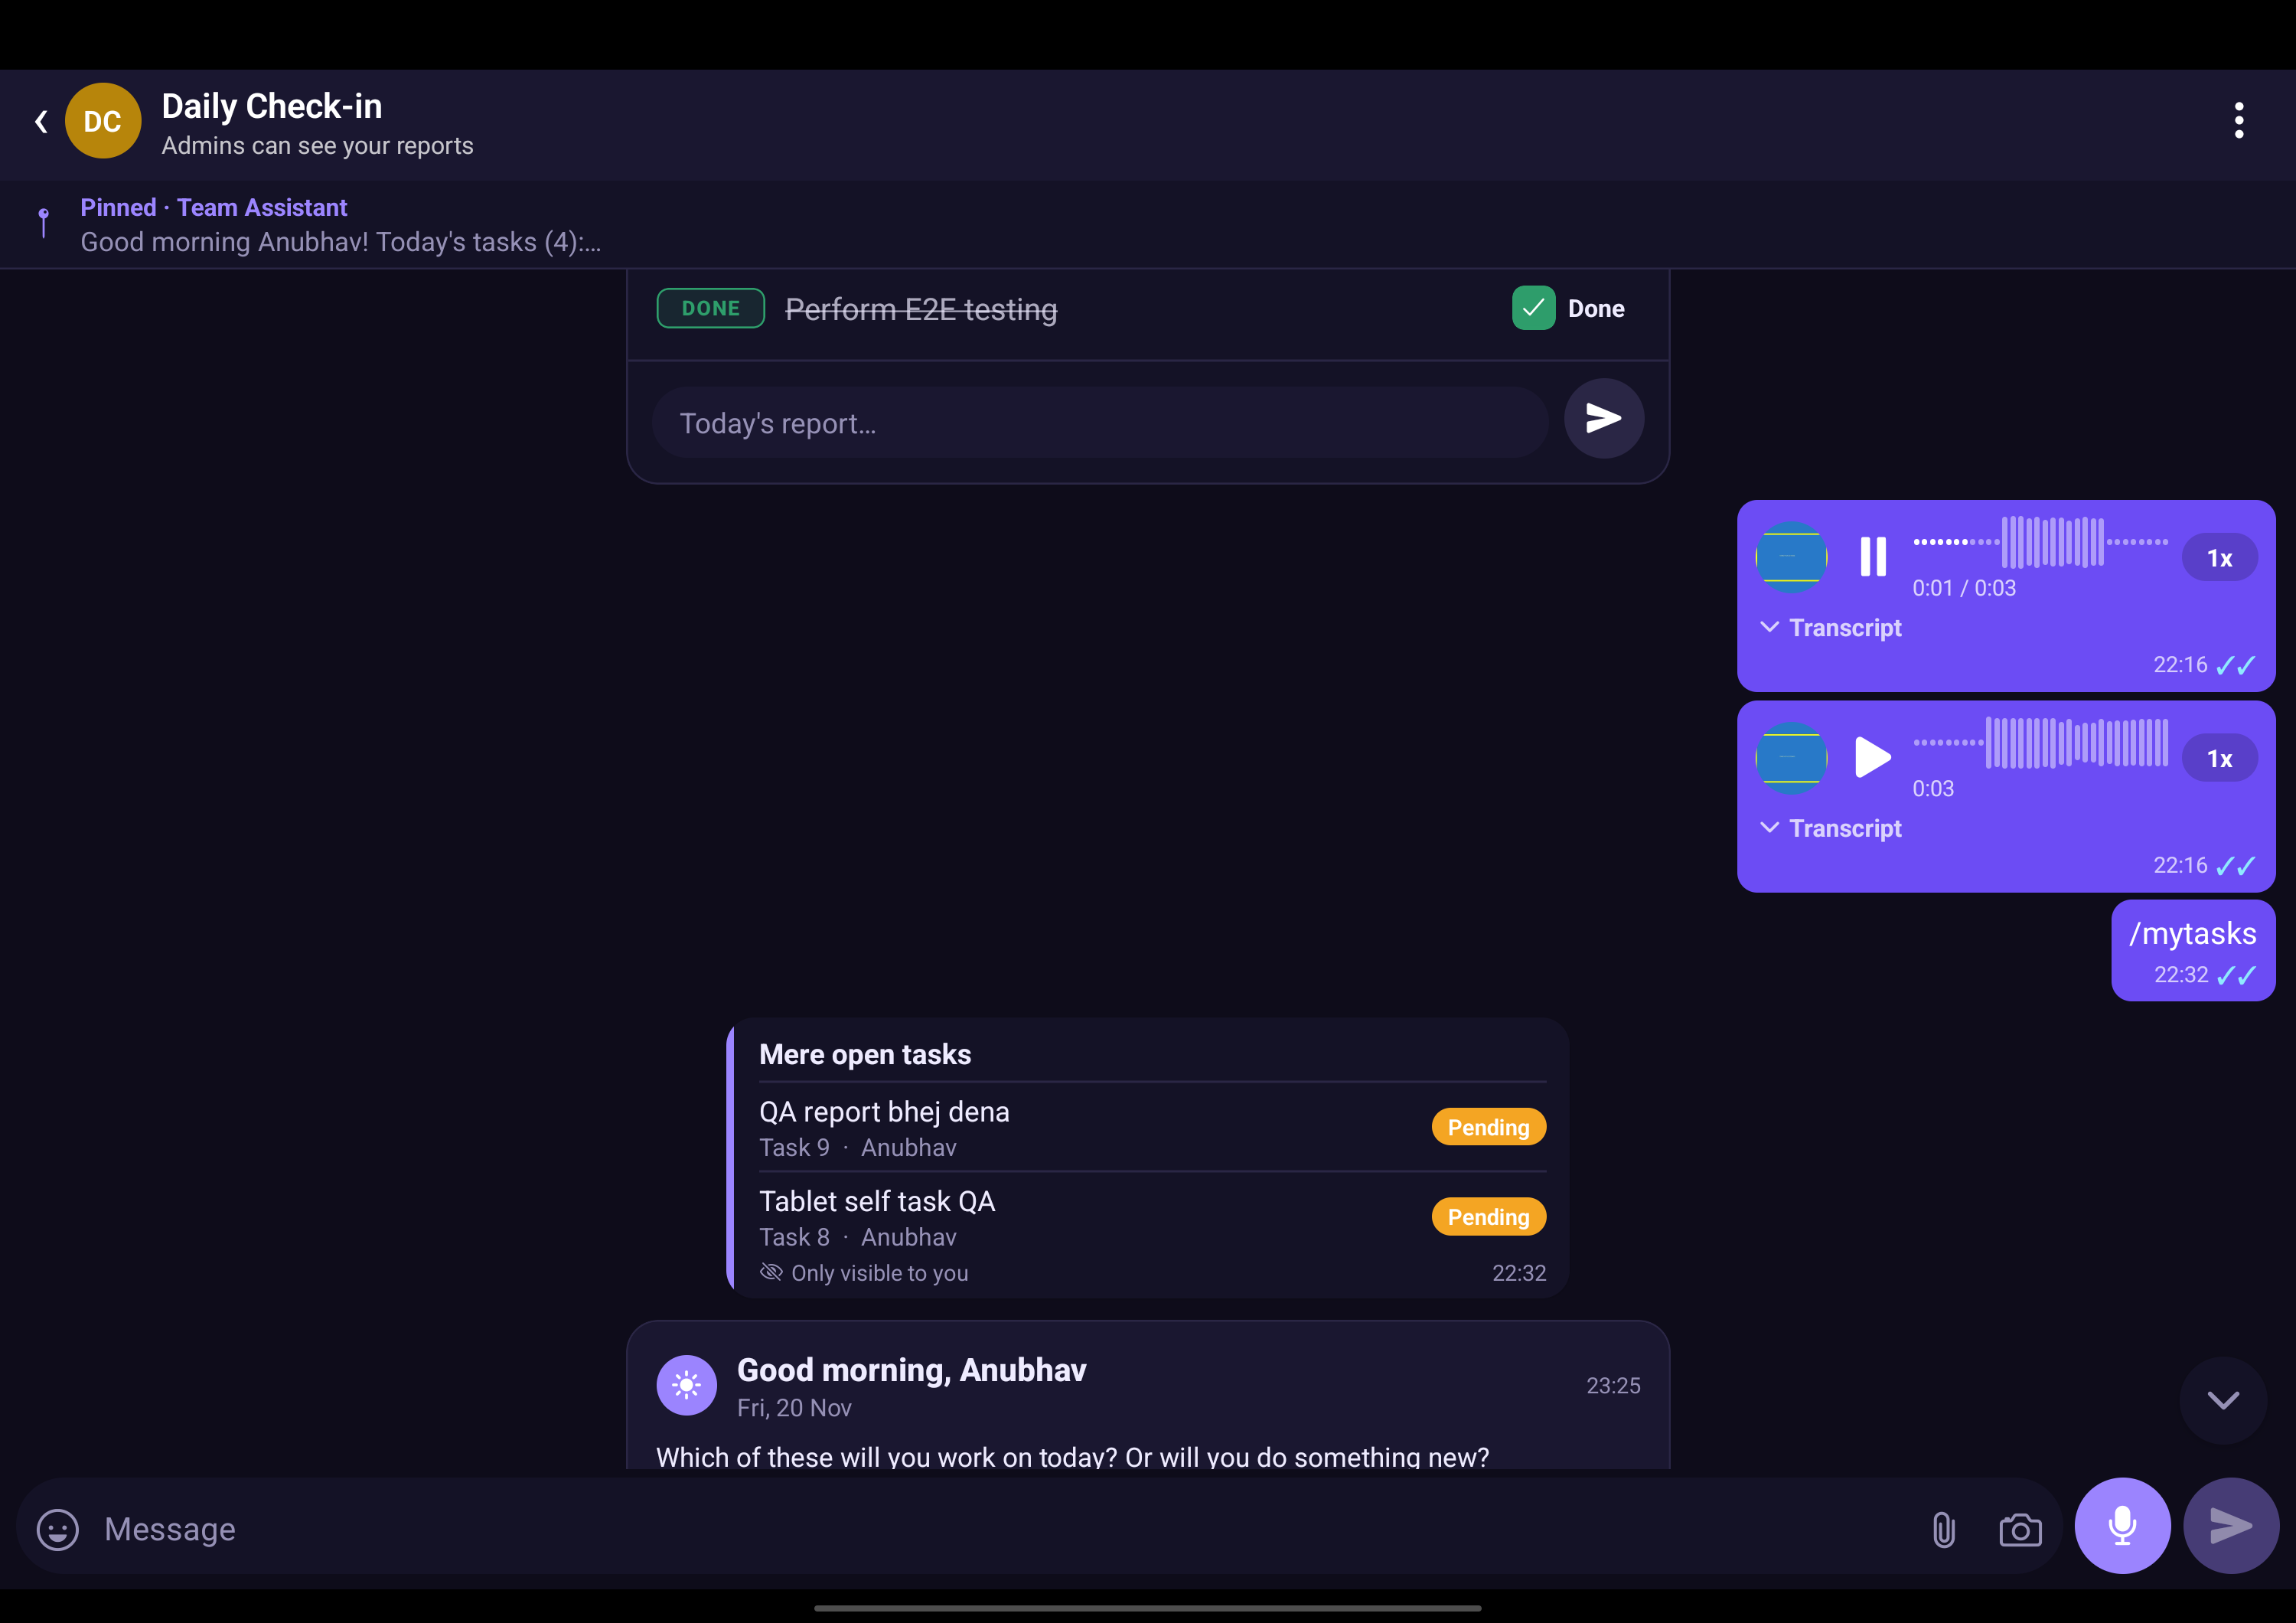 DC
Daily Check-in
Admins can see your reports
Pinned · Team Assistant
Good morning Anubhav! Today's tasks (4):...
DONE
Perform E2E testing
Done
Today's report...
1x
0:01 / 0:03
Transcript
22:16
1x
0:03
Transcript
22:16
/mytasks
22:32
Mere open tasks
QA report bhej dena
Pending
Task 9 · Anubhav
Tablet self task QA
Pending
Task 8 · Anubhav
Only visible to you
22:32
Good morning, Anubhav
23:25
Fri, 20 Nov
Which of these will you work on today? Or will you do something new?
Message